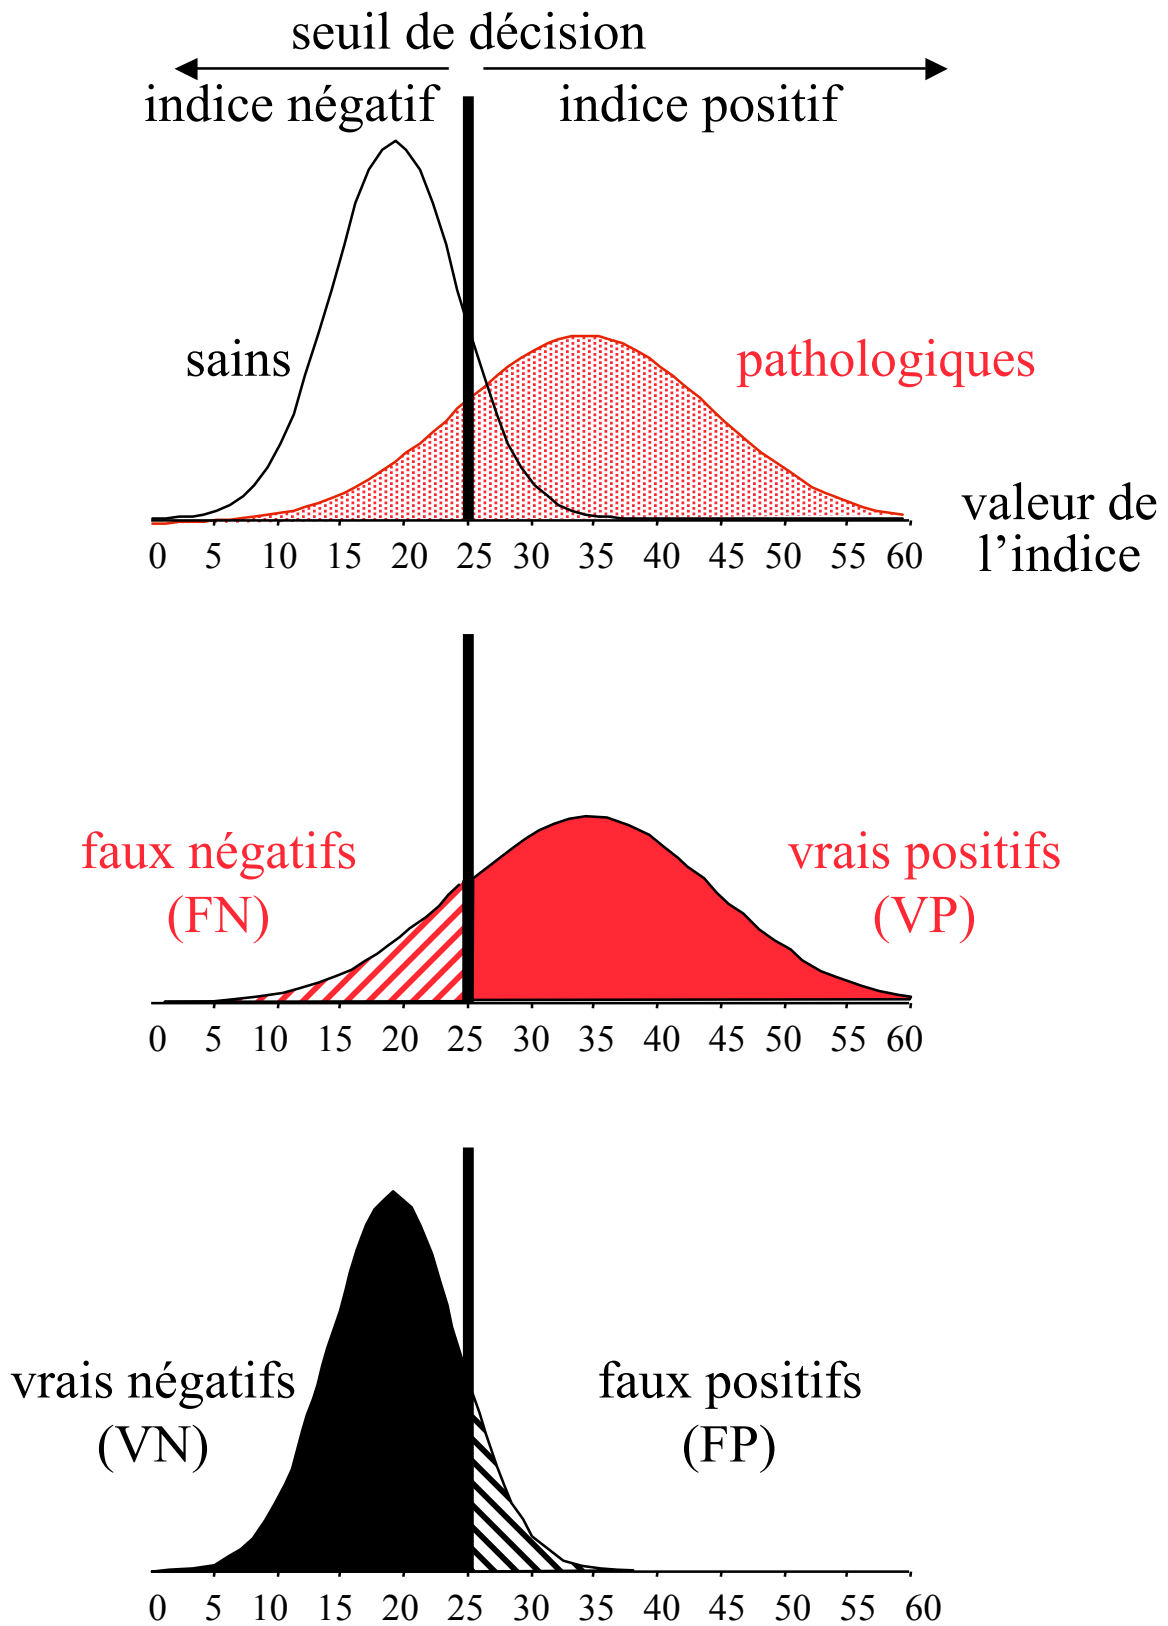 seuil de décision
indice négatif
indice positif
sains
pathologiques
valeur de
l’indice
0 5 10 15 20 25 30 35 40 45 50 55 60
faux négatifs
(FN)
vrais positifs
(VP)
0 5 10 15 20 25 30 35 40 45 50 55 60
vrais négatifs
(VN)
faux positifs
(FP)
0 5 10 15 20 25 30 35 40 45 50 55 60